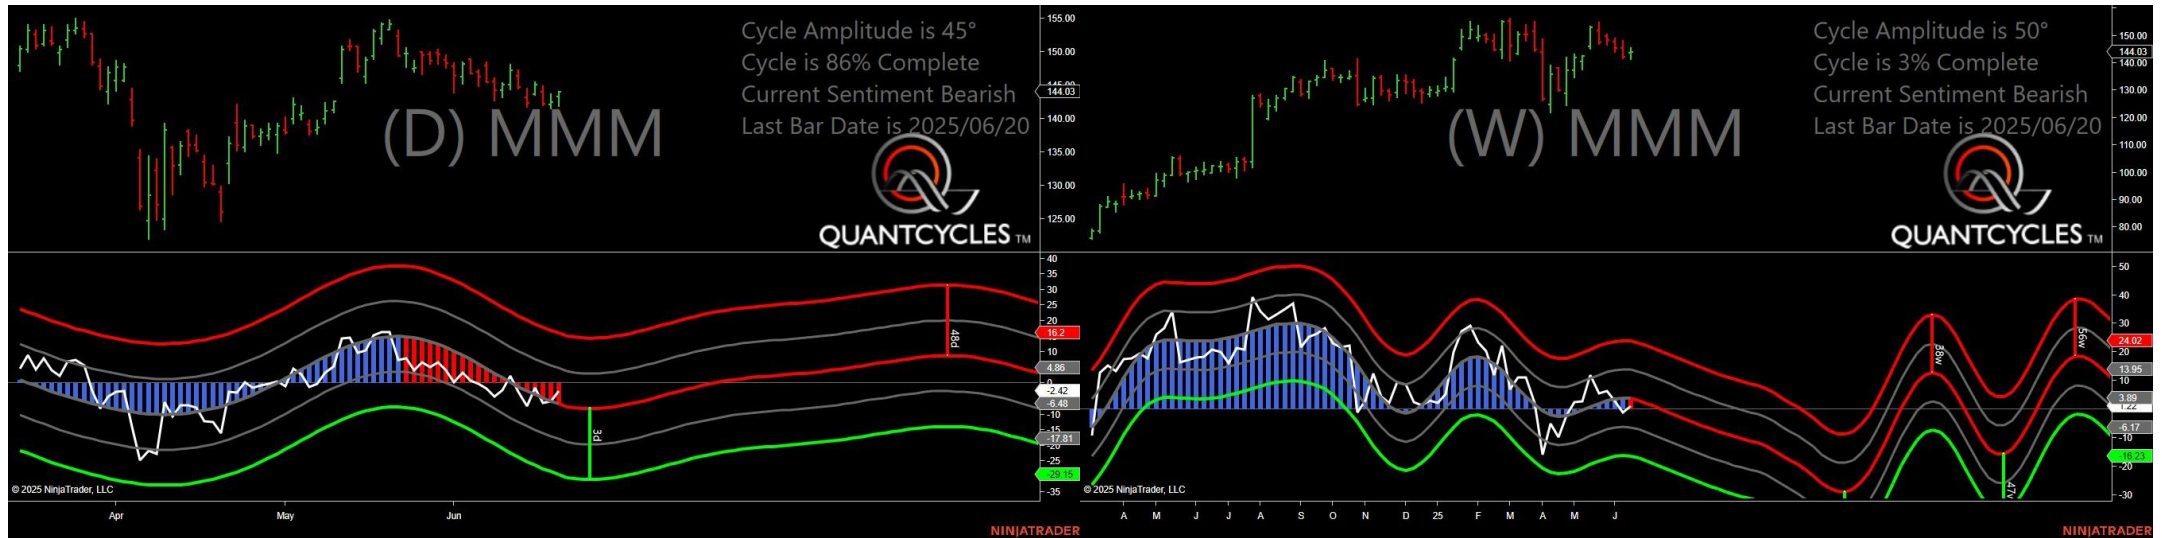 Cycle Amplitude is 45°
Cycle is 86% Complete
Current Sentiment Bearish
Last Bar Date is 2025/06/20
(D) MMM
QUANTCYCLES TM
155.00
150.00
144.03
140.00
135.00
130.00
125.00
40
35
30
25
20
16.2
10
4.86
-2.42
-6.48
-10
-15
-17.81
-25
-29.15
-35
48d
3d
© 2025 NinjaTrader, LLC
Apr
May
Jun
NINJATRADER
Cycle Amplitude is 50°
Cycle is 3% Complete
Current Sentiment Bearish
Last Bar Date is 2025/06/20
(W) MMM
QUANTCYCLES TM
150.00
144.03
140.00
130.00
120.00
110.00
100.00
90.00
80.00
50
40
30
24.02
20
13.95
10
3.89
1.22
-6.17
-10
-16.23
-20
-30
38w
56w
© 2025 NinjaTrader, LLC
A M J J A S O N D 25 F M A M J
NINJATRADER